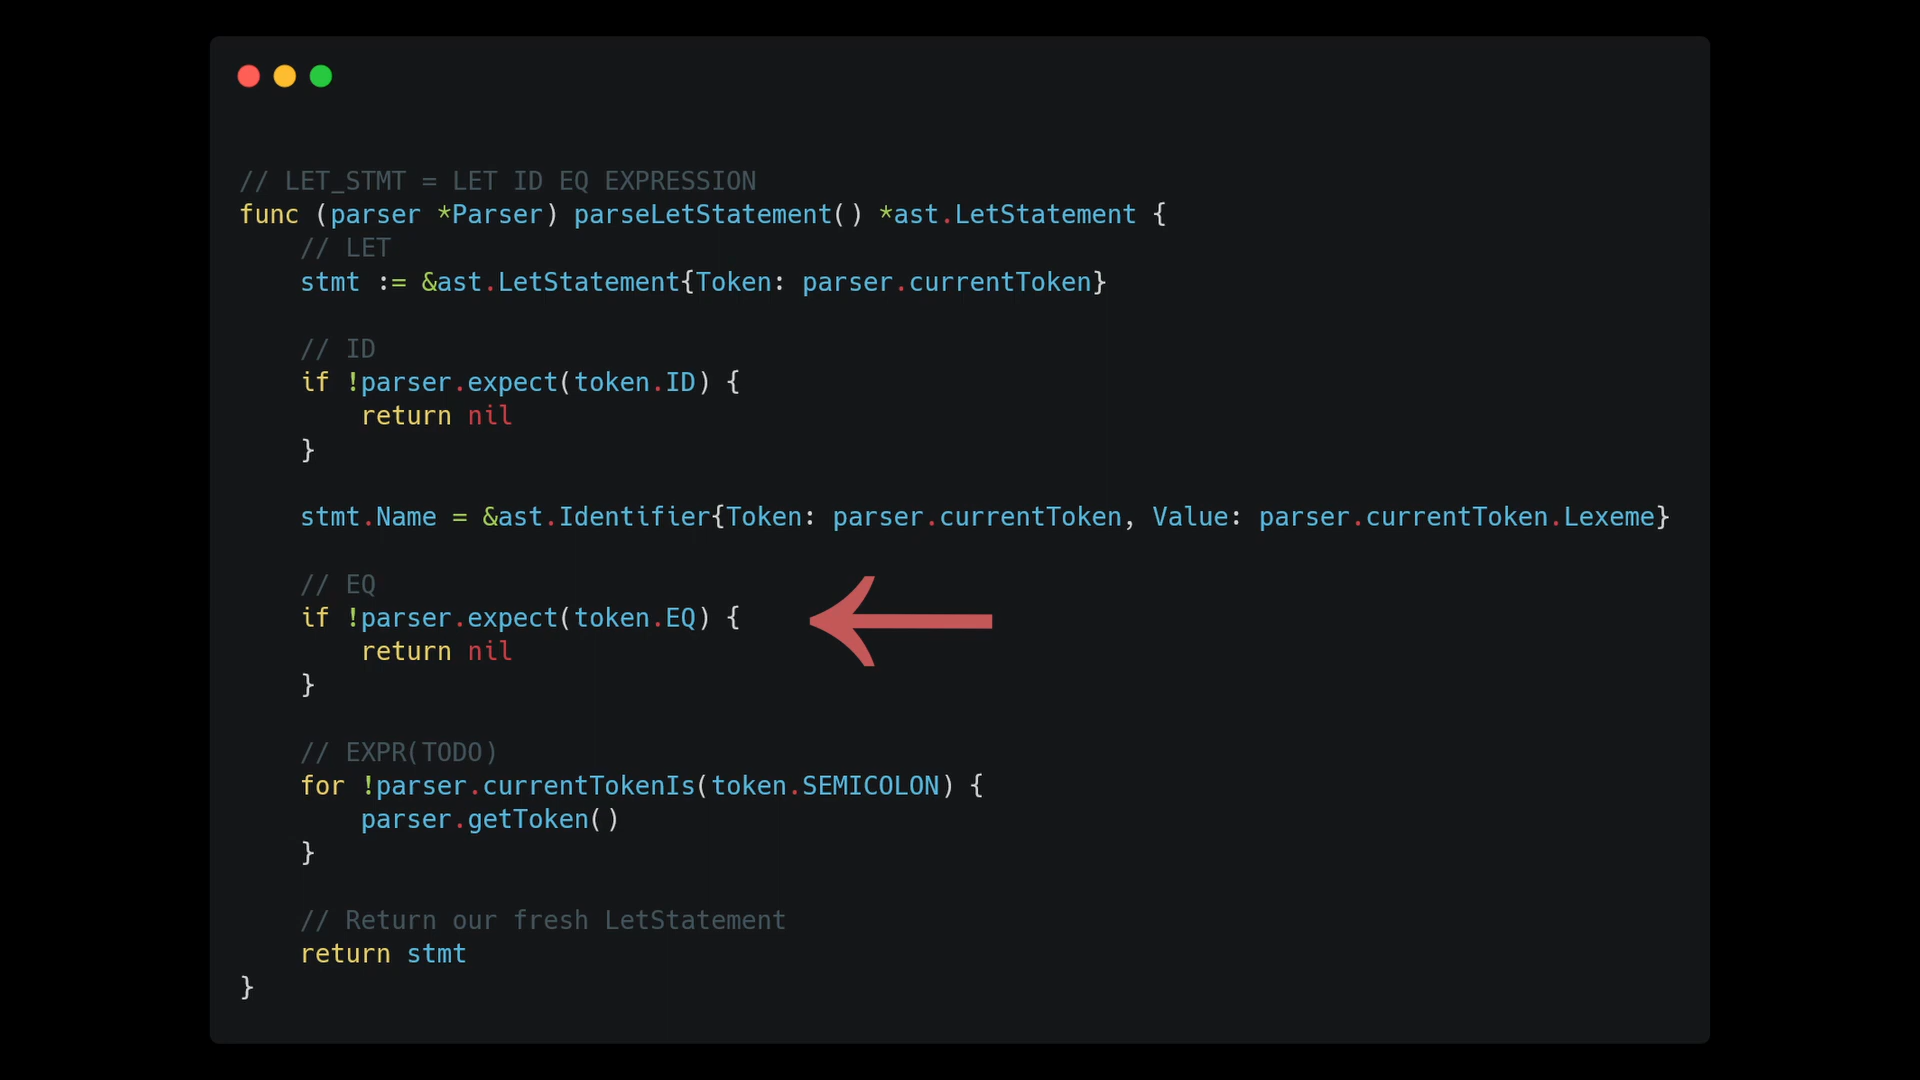 // LET_STMT = LET ID EQ EXPRESSION
func (parser *Parser) parseLetStatement() *ast.LetStatement {
    // LET
    stmt := &ast.LetStatement{Token: parser.currentToken}

    // ID
    if !parser.expect(token.ID) {
        return nil
    }

    stmt.Name = &ast.Identifier{Token: parser.currentToken, Value: parser.currentToken.Lexeme}

    // EQ
    if !parser.expect(token.EQ) {
        return nil
    }

    // EXPR(TODO)
    for !parser.currentTokenIs(token.SEMICOLON) {
        parser.getToken()
    }

    // Return our fresh LetStatement
    return stmt
}